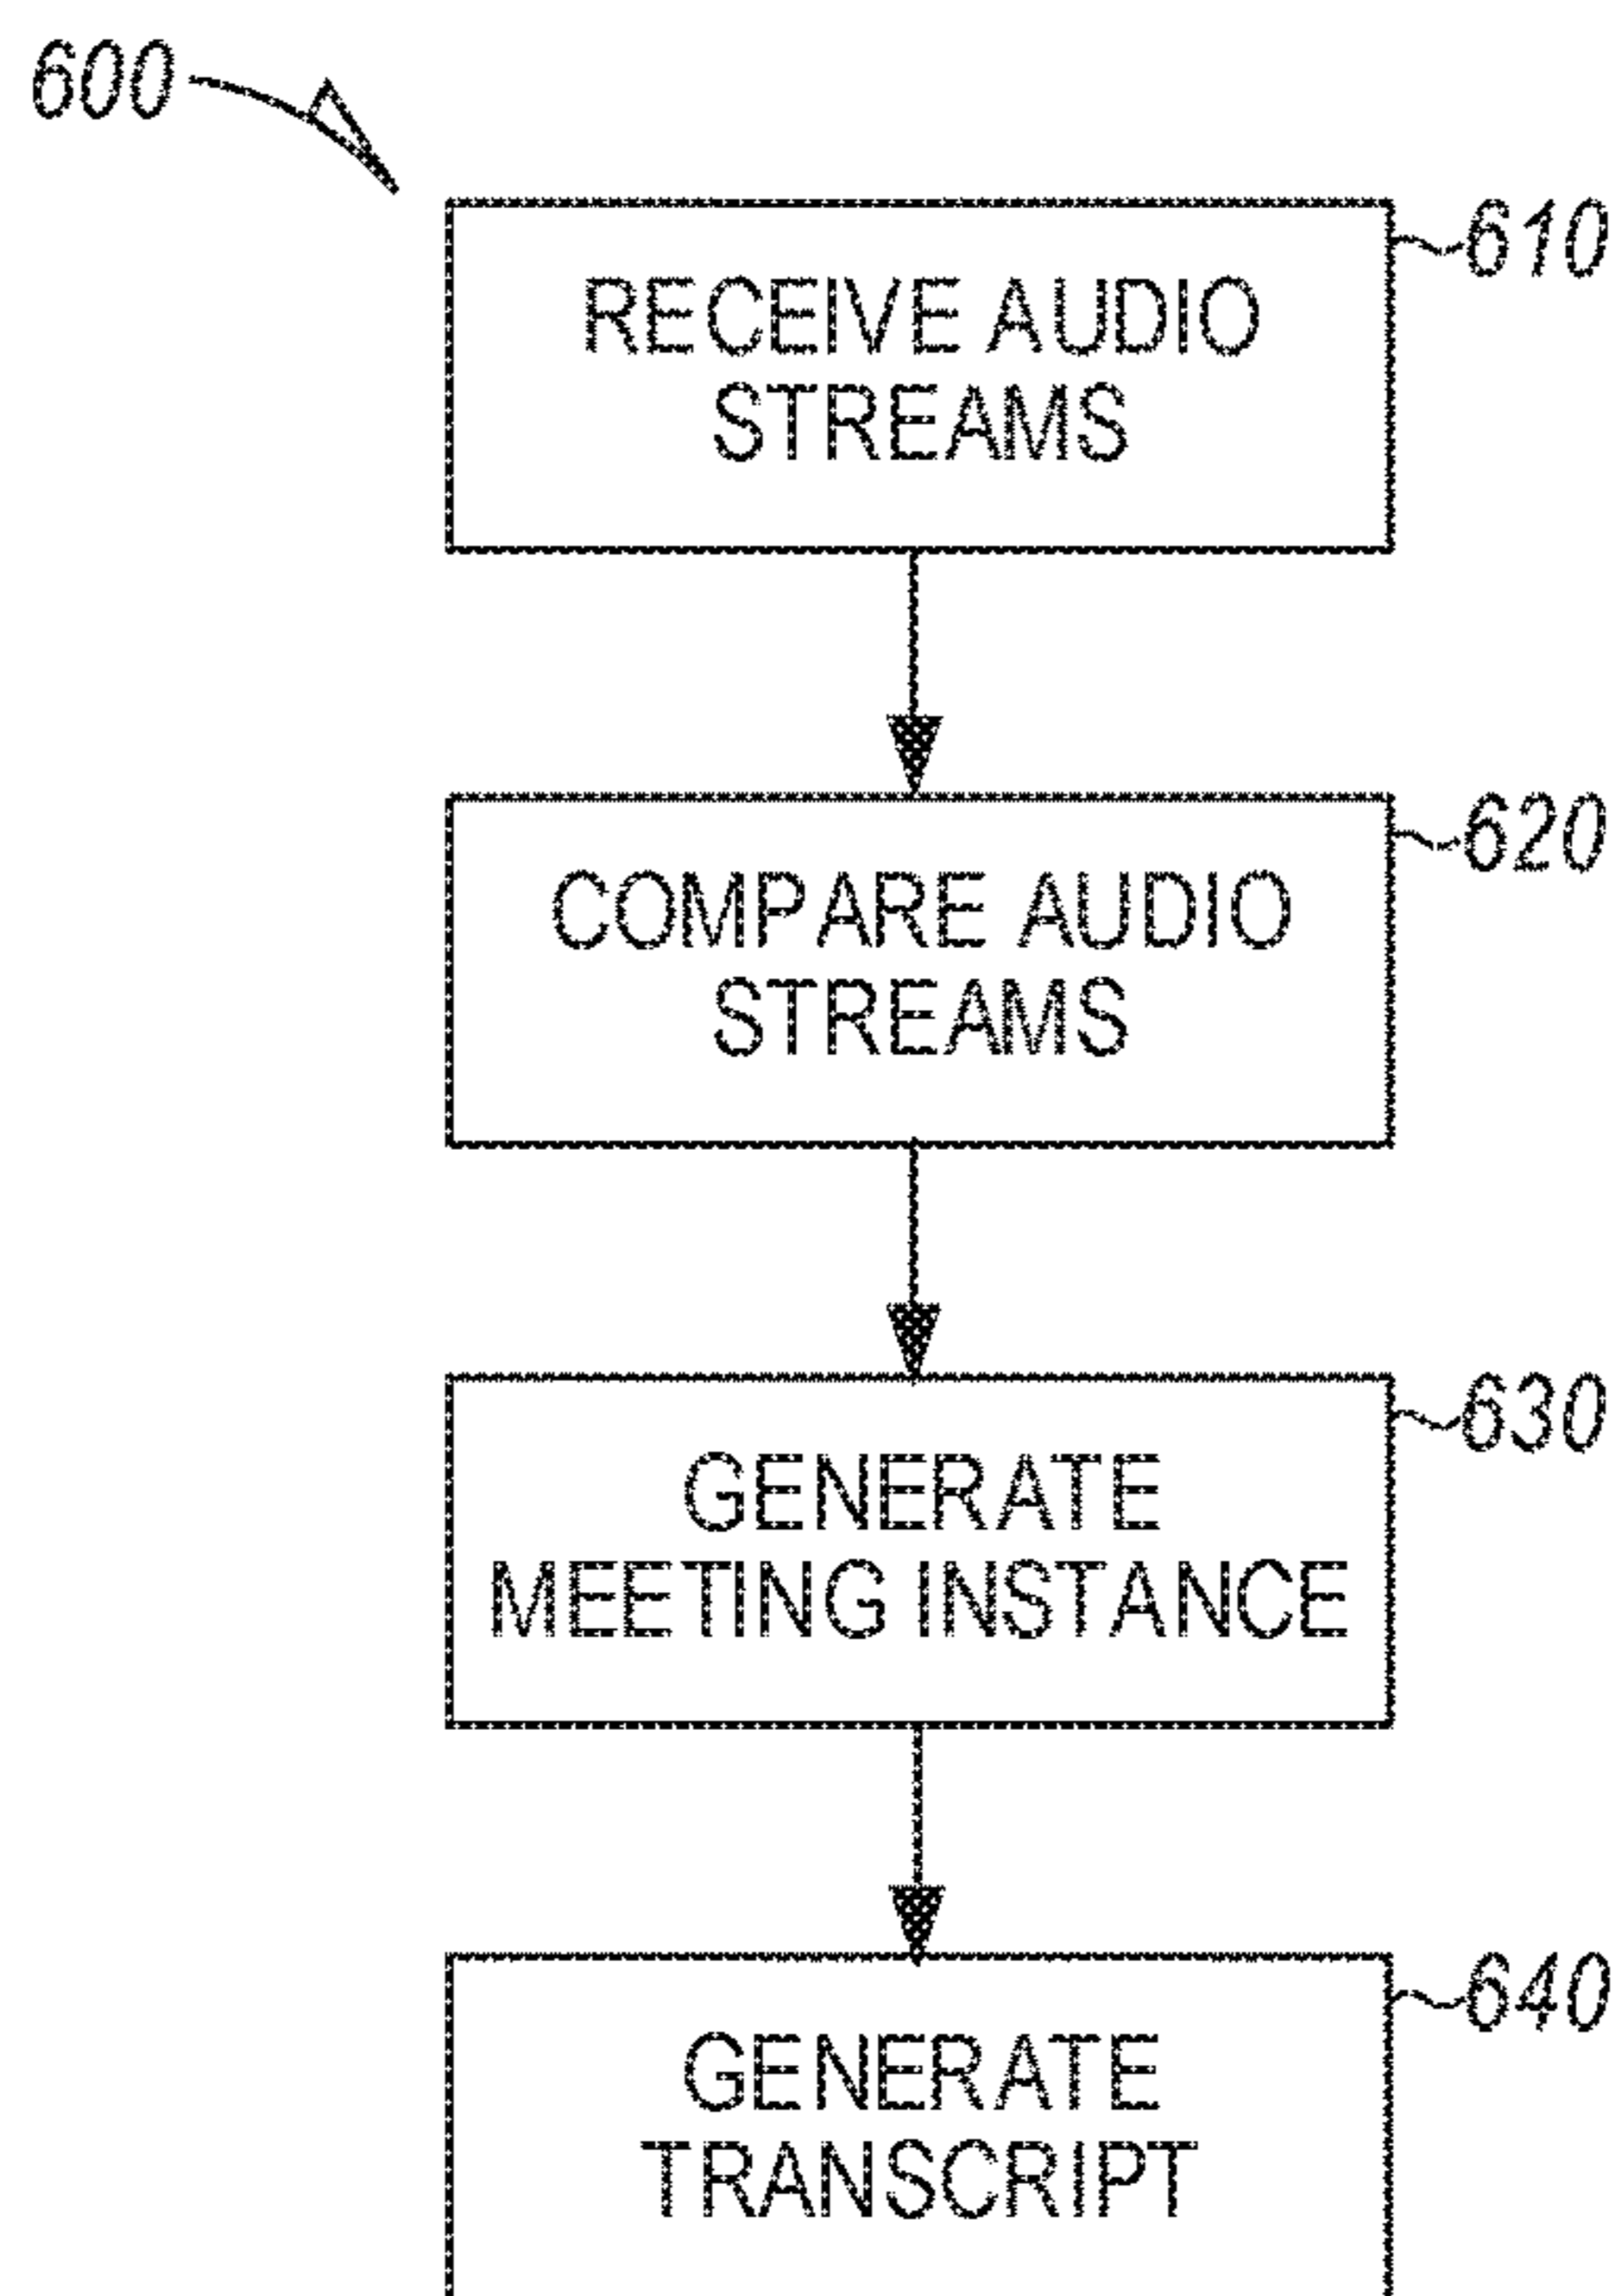 600
610
RECEIVE AUDIO
STREAMS
620
COMPARE AUDIO
STREAMS
630
GENERATE
MEETING INSTANCE
640
GENERATE
TRANSCRIPT